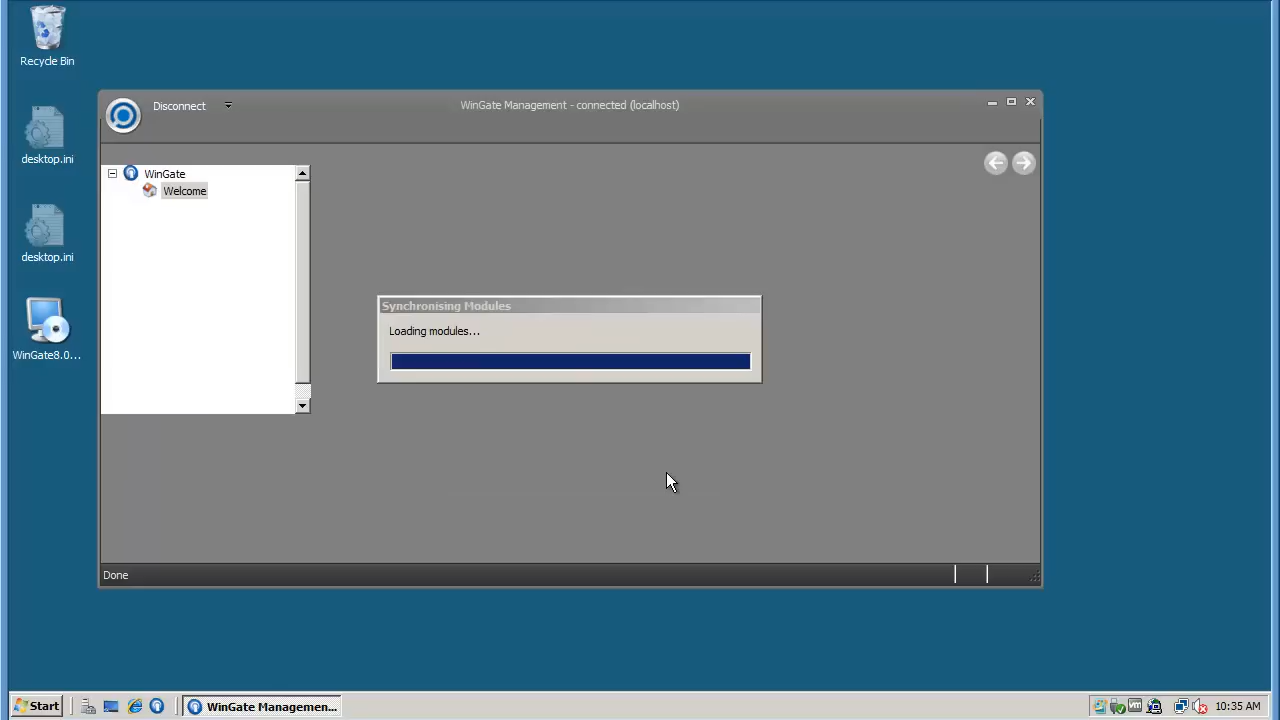 Recycle Bin
desktop.ini
desktop.ini
WinGate8.0...
Disconnect
WinGate Management - connected (localhost)
WinGate
Welcome
Synchronising Modules
Loading modules...
Done
Start
WinGate Managemen...
vm
10:35 AM